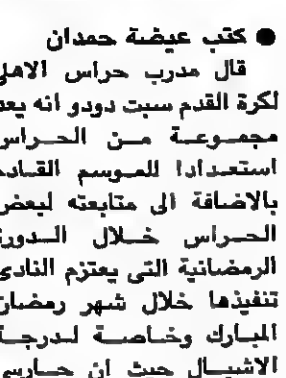 ● كتب عيضة حمدان
قال مدرب حراس الاهلي
لكرة القدم سبت دودو انه يعد
مجموعة من الحراس
استعدادا للموسم القادم
بالاضافة الى متابعته لبعض
الحراس خلال الدورة
الرمضانية التي يعتزم النادي
تنفيذها خلال شهر رمضان
المبارك وخاصة لدرجة
الاشبال حيث ان حارسي